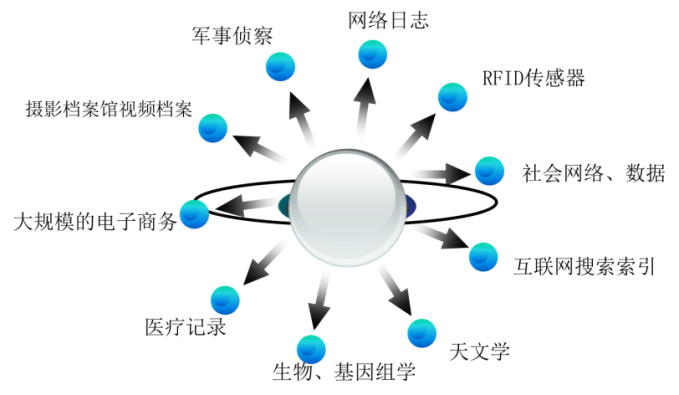 网络日志
军事侦察
RFID传感器
摄影档案馆视频档案
社会网络、数据
大规模的电子商务
互联网搜索索引
医疗记录
天文学
生物、基因组学